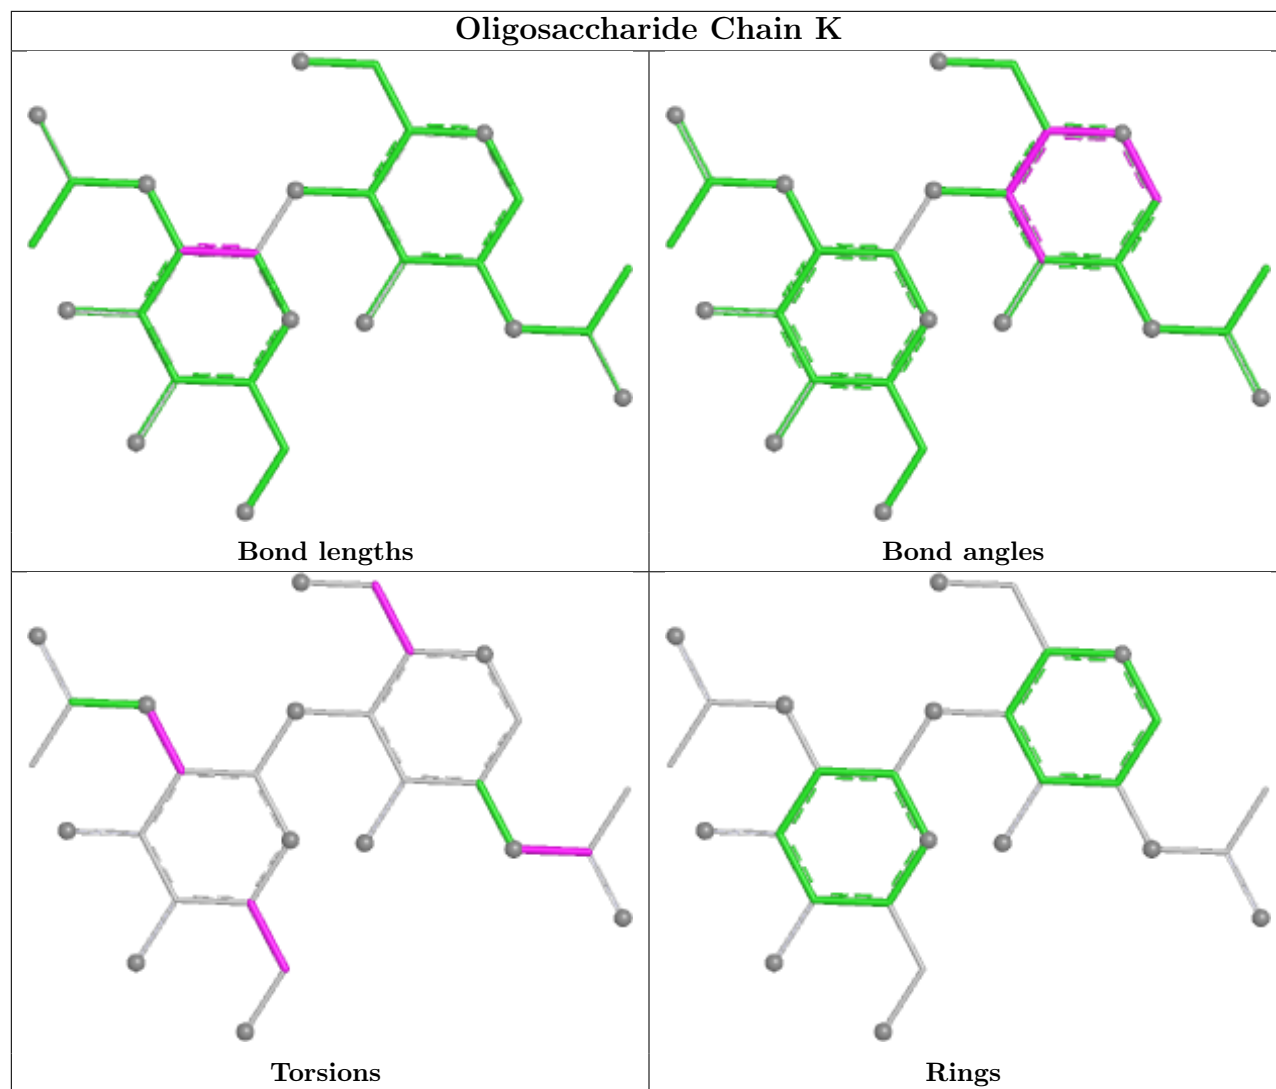 Oligosaccharide Chain K
Bond lengths
Bond angles
Torsions
Rings